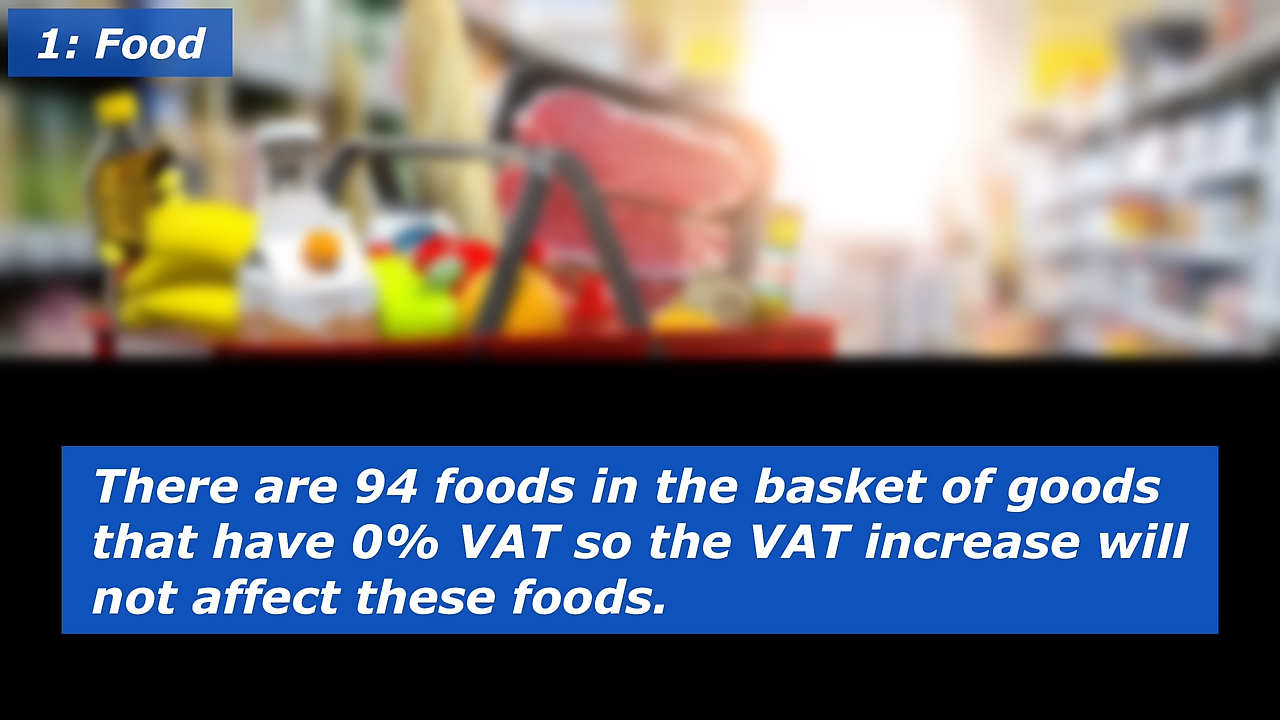 1: Food
There are 94 foods in the basket of goods
that have 0% VAT so the VAT increase will
not affect these foods.